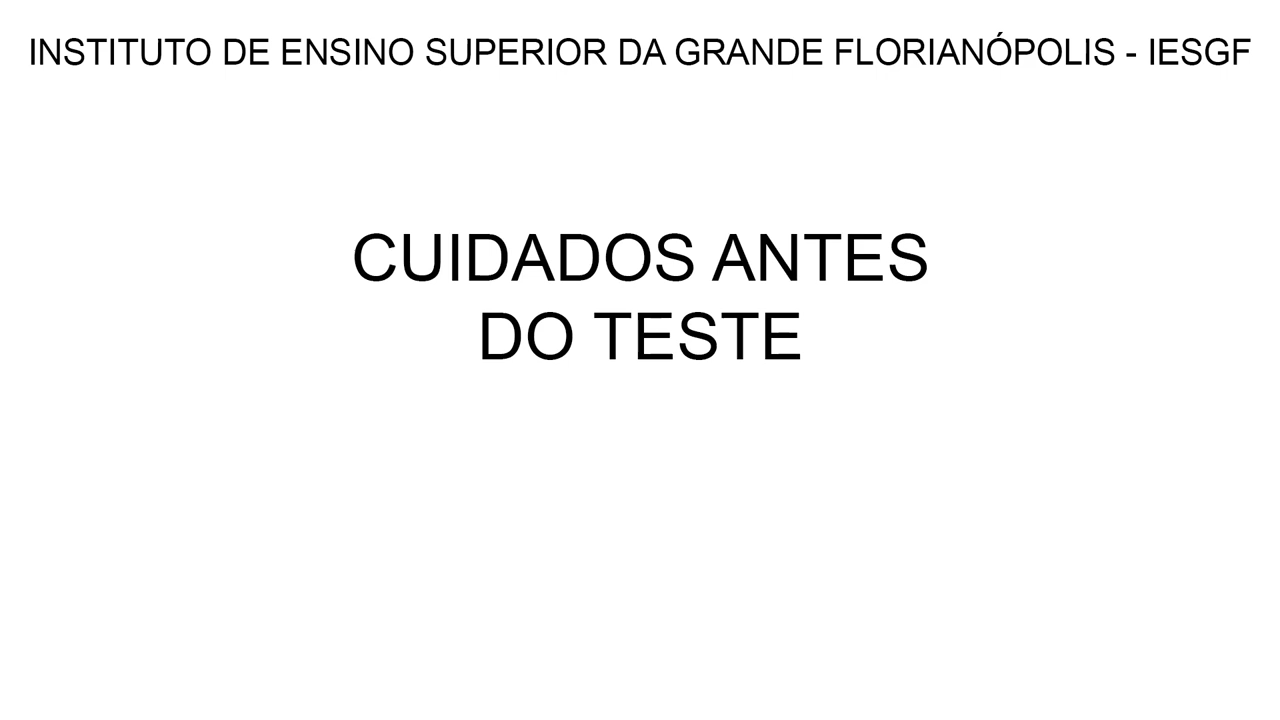 INSTITUTO DE ENSINO SUPERIOR DA GRANDE FLORIANÓPOLIS - IESGF
CUIDADOS ANTES
DO TESTE